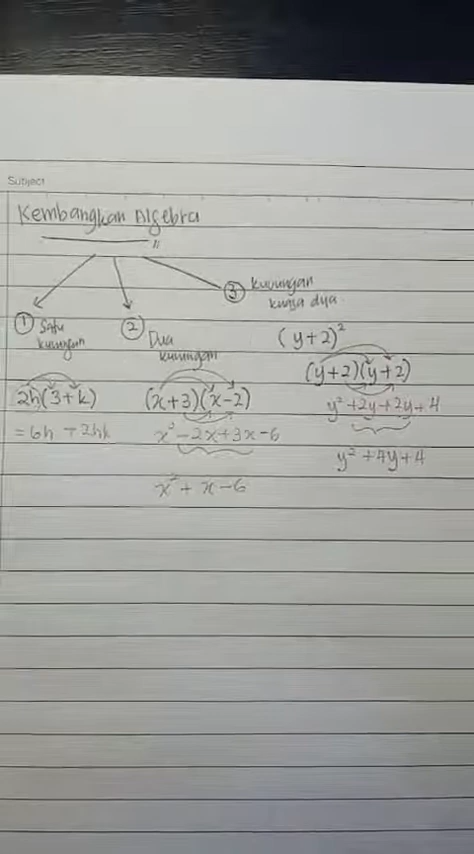 Subject
Kembangkan Algebra
① Satu kurungan
2h(3+k)
= 6h + 2hk
② Dua kurungan
(x+3)(x-2)
x² - 2x + 3x - 6
x² + x - 6
③ kurungan kuasa dua
(y+2)²
(y+2)(y+2)
y² + 2y + 2y + 4
y² + 4y + 4